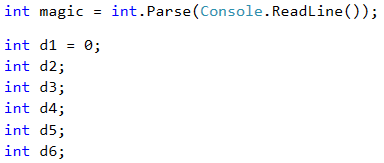 int magic = int.Parse(Console.ReadLine());
int d1 = 0;
int d2;
int d3;
int d4;
int d5;
int d6;